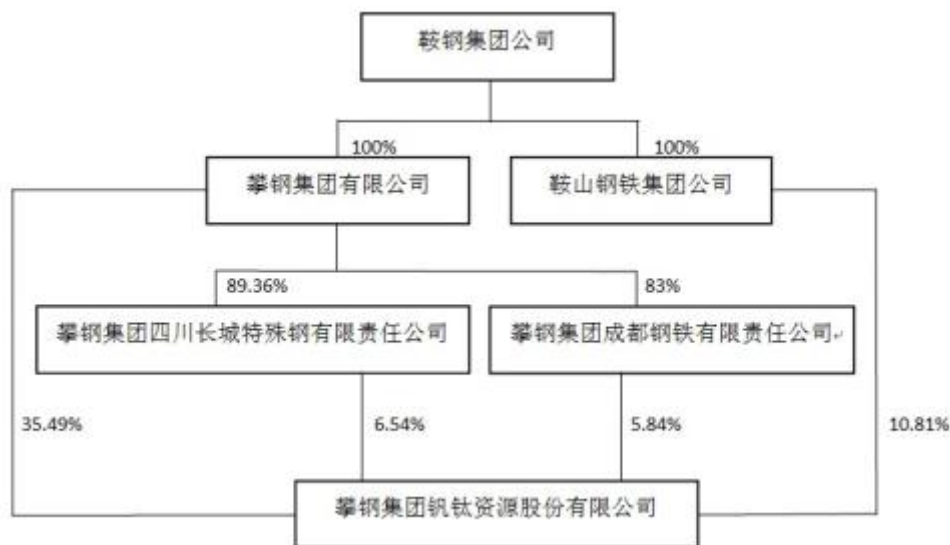 鞍钢集团公司
100%
100%
攀钢集团有限公司
鞍山钢铁集团公司
89.36%
83%
攀钢集团四川长城特殊钢有限责任公司
攀钢集团成都钢铁有限责任公司
35.49%
6.54%
5.84%
10.81%
攀钢集团钒钛资源股份有限公司